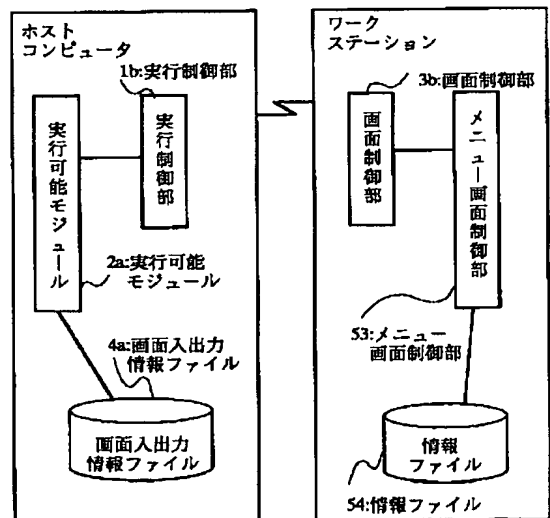 ホスト
コンピュータ
1b:実行制御部
実行可能モジュール
実行制御部
2a:実行可能
モジュール
4a:画面入出力
情報ファイル
画面入出力
情報ファイル
ワーク
ステーション
3b:画面制御部
画面制御部
メニュー画面制御部
53:メニュー
画面制御部
情報
ファイル
54:情報ファイル